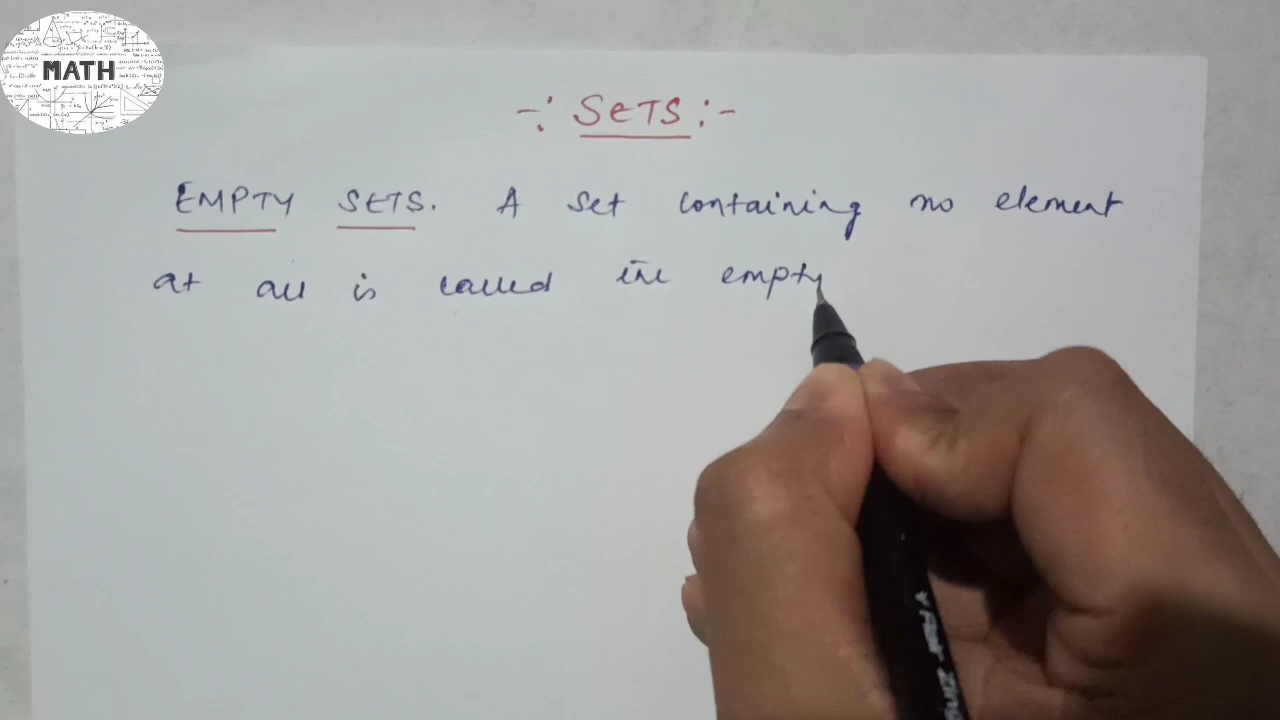 MATH
-: SETS :-
EMPTY SETS. A set containing no element
at all is called the empty